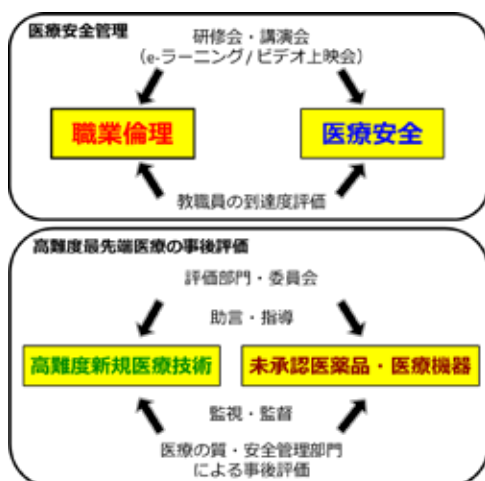 医療安全管理
研修会・講演会
(e-ラーニング/ビデオ上映会)
職業倫理
医療安全
教職員の到達度評価
高難度最先端医療の事後評価
評価部門・委員会
助言・指導
高難度新規医療技術
未承認医薬品・医療機器
監視・監督
医療の質・安全管理部門
による事後評価